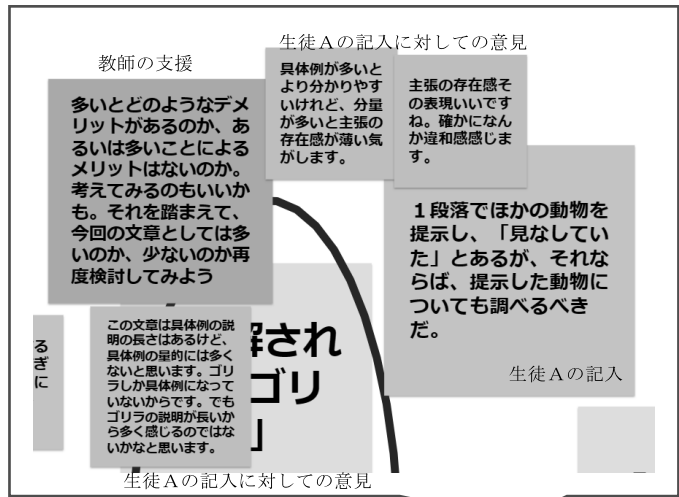 生徒Ａの記入に対しての意見
教師の支援
多いとどのようなデメ
リットがあるのか、あ
るいは多いことによる
メリットはないのか。
考えてみるのもいいか
も。それを踏まえて、
今回の文章としては多
いのか、少ないのか再
度検討してみよう
具体例が多いと
より分かりやす
いけれど、分量
が多いと主張の
存在感が薄い気
がします。
主張の存在感そ
の表現いいです
ね。確かになん
か違和感感じま
す。
１段落でほかの動物を
提示し、「見なしてい
た」とあるが、それな
らば、提示した動物に
ついても調べるべき
だ。
生徒Ａの記入
るぎに
この文章は具体例の説
明の長さはあるけど、
具体例の量的には多く
ないと思います。ゴリ
ラしか具体例になって
いないからです。でも
ゴリラの説明が長いか
ら多く感じるのではな
いかなと思います。
解され
ゴリ
」
生徒Ａの記入に対しての意見